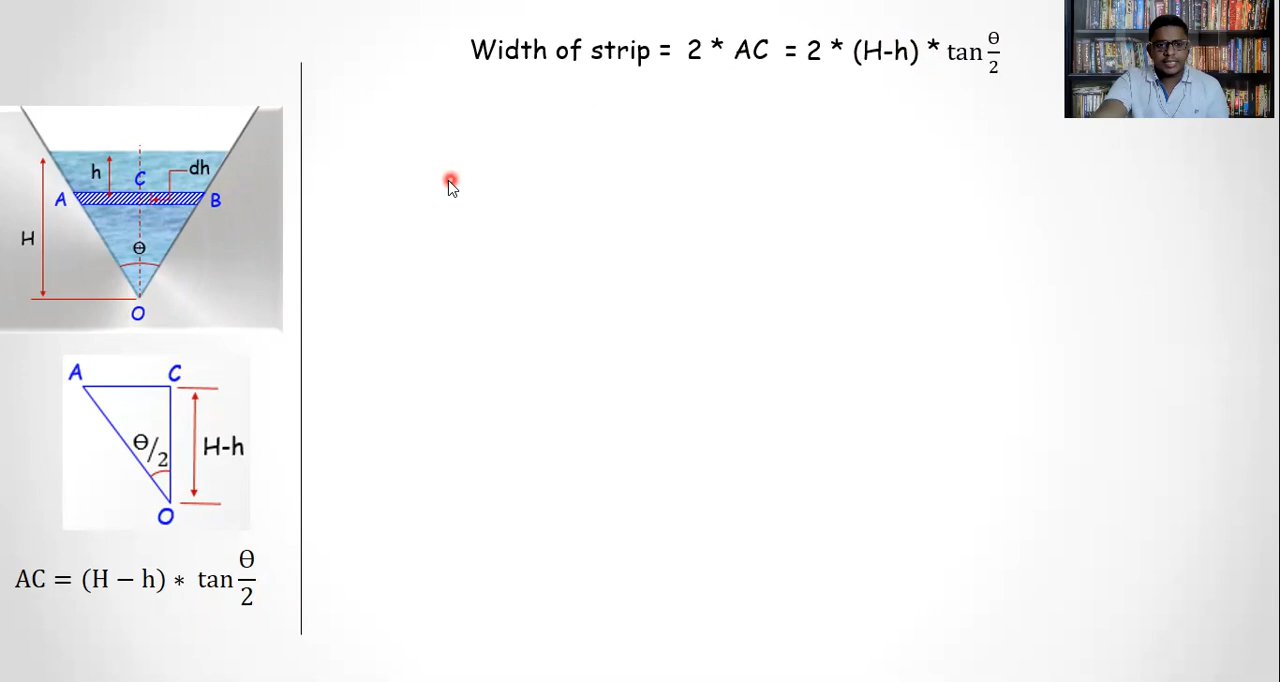 Width of strip = 2 * AC = 2 * (H-h) * tan ϴ/2
h
C
dh
A
B
H
ϴ
O
A
C
ϴ/2
H-h
O
AC = (H − h) ∗ tan ϴ/2